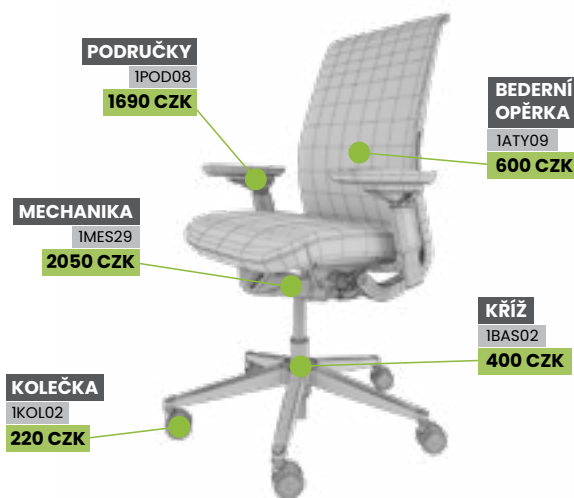 PODRUČKY
1POD08
1690 CZK
BEDERNÍ
OPĚRKA
1ATY09
600 CZK
MECHANIKA
1MES29
2050 CZK
KŘÍŽ
1BAS02
400 CZK
KOLEČKA
1KOL02
220 CZK